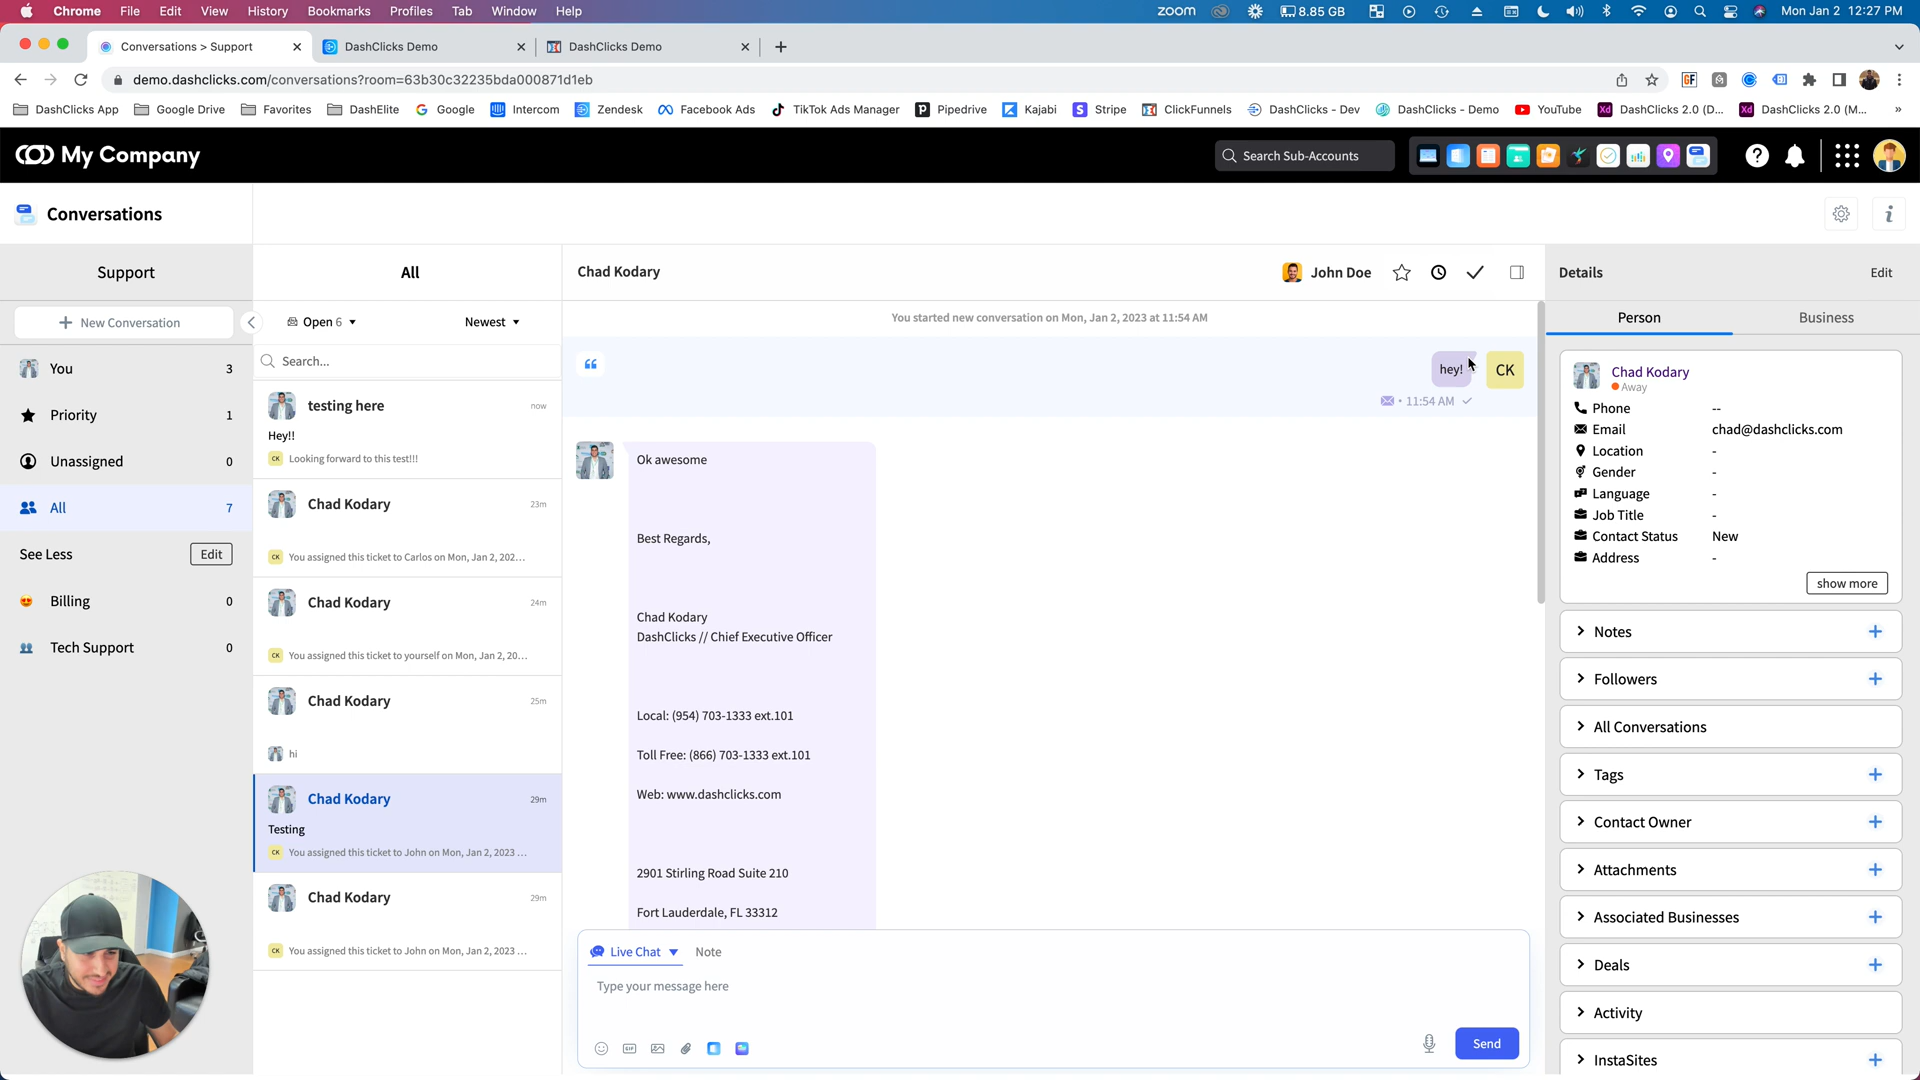 Chrome File Edit View History Bookmarks Profiles Tab Window Help zoom 8.85 GB Mon Jan 2 12:27 PM
Conversations > Support DashClicks Demo DashClicks Demo
demo.dashclicks.com/conversations?room=63b30c32235bda000871d1eb
DashClicks App Google Drive Favorites DashElite Google Intercom Zendesk Facebook Ads TikTok Ads Manager Pipedrive Kajabi Stripe ClickFunnels DashClicks - Dev DashClicks - Demo YouTube DashClicks 2.0 (D... DashClicks 2.0 (M... »
My Company Search Sub-Accounts
Conversations
Support All Chad Kodary John Doe Details Edit
New Conversation Open 6 Newest You started new conversation on Mon, Jan 2, 2023 at 11:54 AM Person Business
You 3
Priority 1
Unassigned 0
All 7
See Less Edit
Billing 0
Tech Support 0
Search...
testing here now
Hey!!
CK Looking forward to this test!!!
Chad Kodary 23m
CK You assigned this ticket to Carlos on Mon, Jan 2, 202...
Chad Kodary 24m
CK You assigned this ticket to yourself on Mon, Jan 2, 20...
Chad Kodary 25m
hi
Chad Kodary 29m
Testing
CK You assigned this ticket to John on Mon, Jan 2, 2023 ...
Chad Kodary 29m
CK You assigned this ticket to John on Mon, Jan 2, 2023 ...
hey! CK
11:54 AM
Ok awesome
Best Regards,
Chad Kodary
DashClicks // Chief Executive Officer
Local: (954) 703-1333 ext.101
Toll Free: (866) 703-1333 ext.101
Web: www.dashclicks.com
2901 Stirling Road Suite 210
Fort Lauderdale, FL 33312
Live Chat Note
Type your message here
GIF
Send
Chad Kodary
Away
Phone --
Email chad@dashclicks.com
Location -
Gender -
Language -
Job Title -
Contact Status New
Address -
show more
Notes
Followers
All Conversations
Tags
Contact Owner
Attachments
Associated Businesses
Deals
Activity
InstaSites